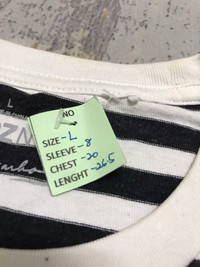 L
NO
SIZE-L
SLEEVE-8
CHEST-20
LENGHT-26.5